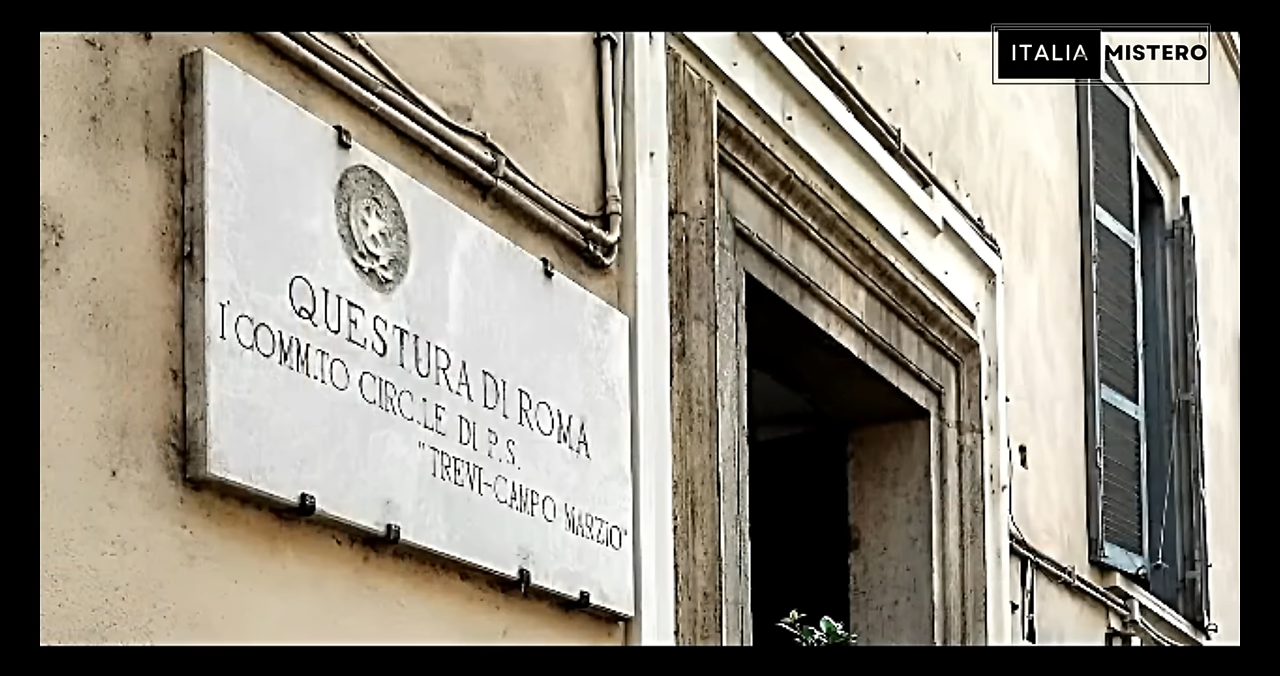 ITALIA MISTERO
QUESTURA DI ROMA
I COMM.TO CIRC.LE DI P.S.
"TREVI-CAMPO MARZIO"